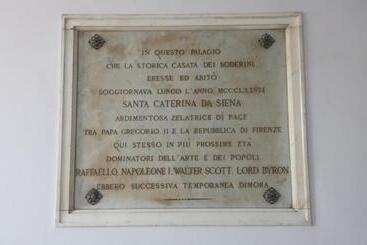 IN QUESTO PALAGIO
CHE LA STORICA CASATA DEI SODERINI
ERESSE ED ABITÒ
SOGGIORNAVA LUNGO L'ANNO MCCCLXXVIII
SANTA CATERINA DA SIENA
ARDIMENTOSA ZELATRICE DI PACE
TRA PAPA GREGORIO II E LA REPUBBLICA DI FIRENZE
QUI STESSO IN PIÙ PROSSIME ETÀ
DOMINATORI DELL'ARTE E DEI POPOLI
RAFFAELLO, NAPOLEONE I, WALTER SCOTT, LORD BYRON
EBBERO SUCCESSIVA TEMPORANEA DIMORA